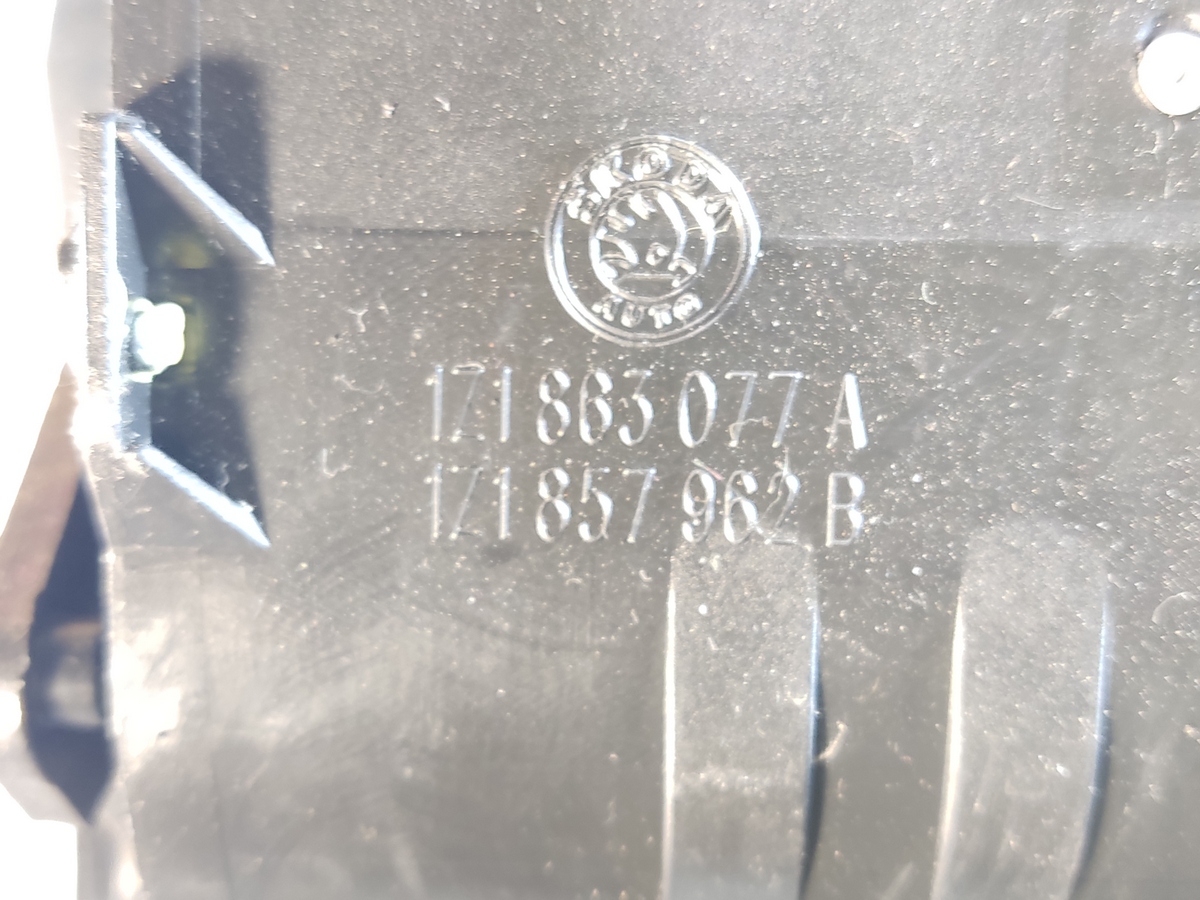 ŠKODA
AUTO
1Z1 863 077 A
1Z1 857 962 B